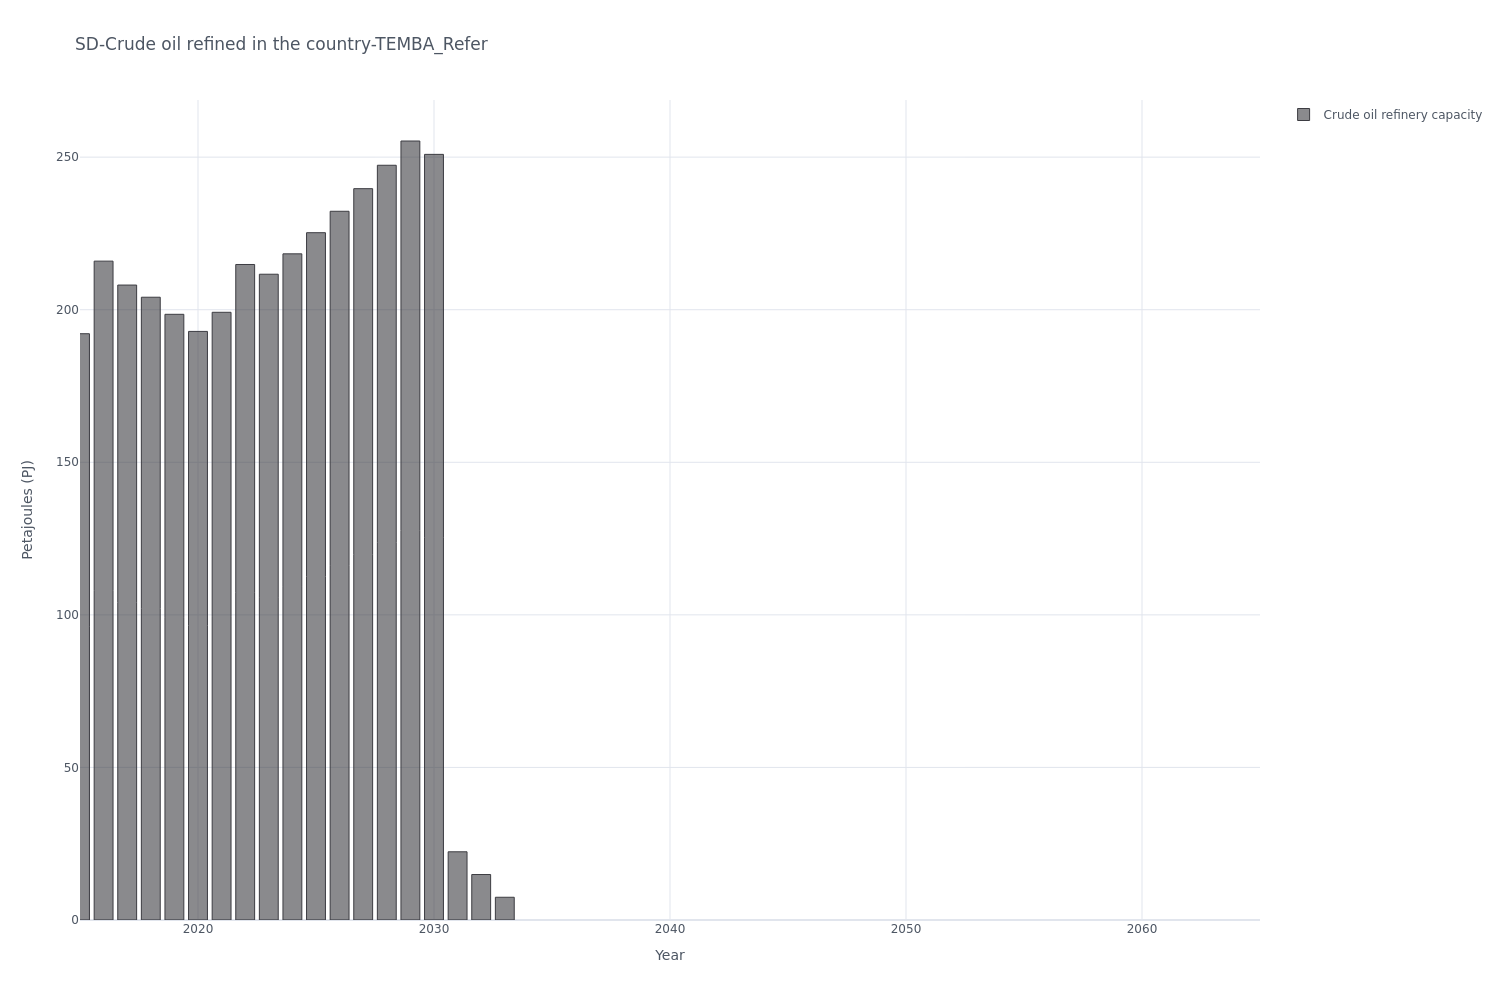 SD-Crude oil refined in the country-TEMBA_Refer
Crude oil refinery capacity
250
200
150
100
50
0
Petajoules (PJ)
2020
2030
2040
2050
2060
Year